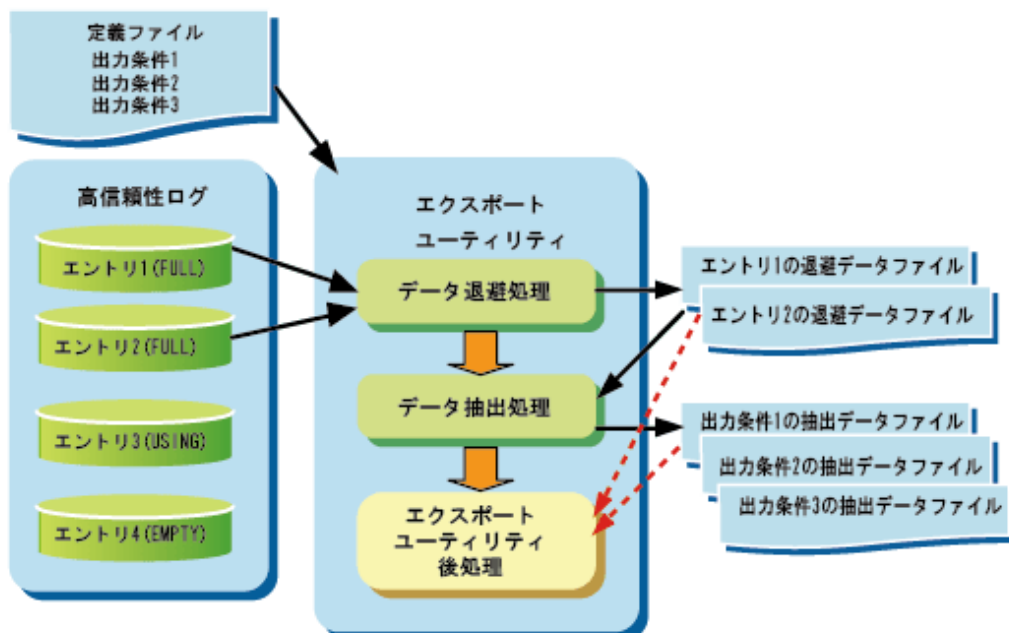 定義ファイル
出力条件1
出力条件2
出力条件3
高信頼性ログ
エントリ1(FULL)
エントリ2(FULL)
エントリ3(USING)
エントリ4(EMPTY)
エクスポート
ユーティリティ
データ退避処理
データ抽出処理
エクスポート
ユーティリティ
後処理
エントリ1の退避データファイル
エントリ2の退避データファイル
出力条件1の抽出データファイル
出力条件2の抽出データファイル
出力条件3の抽出データファイル